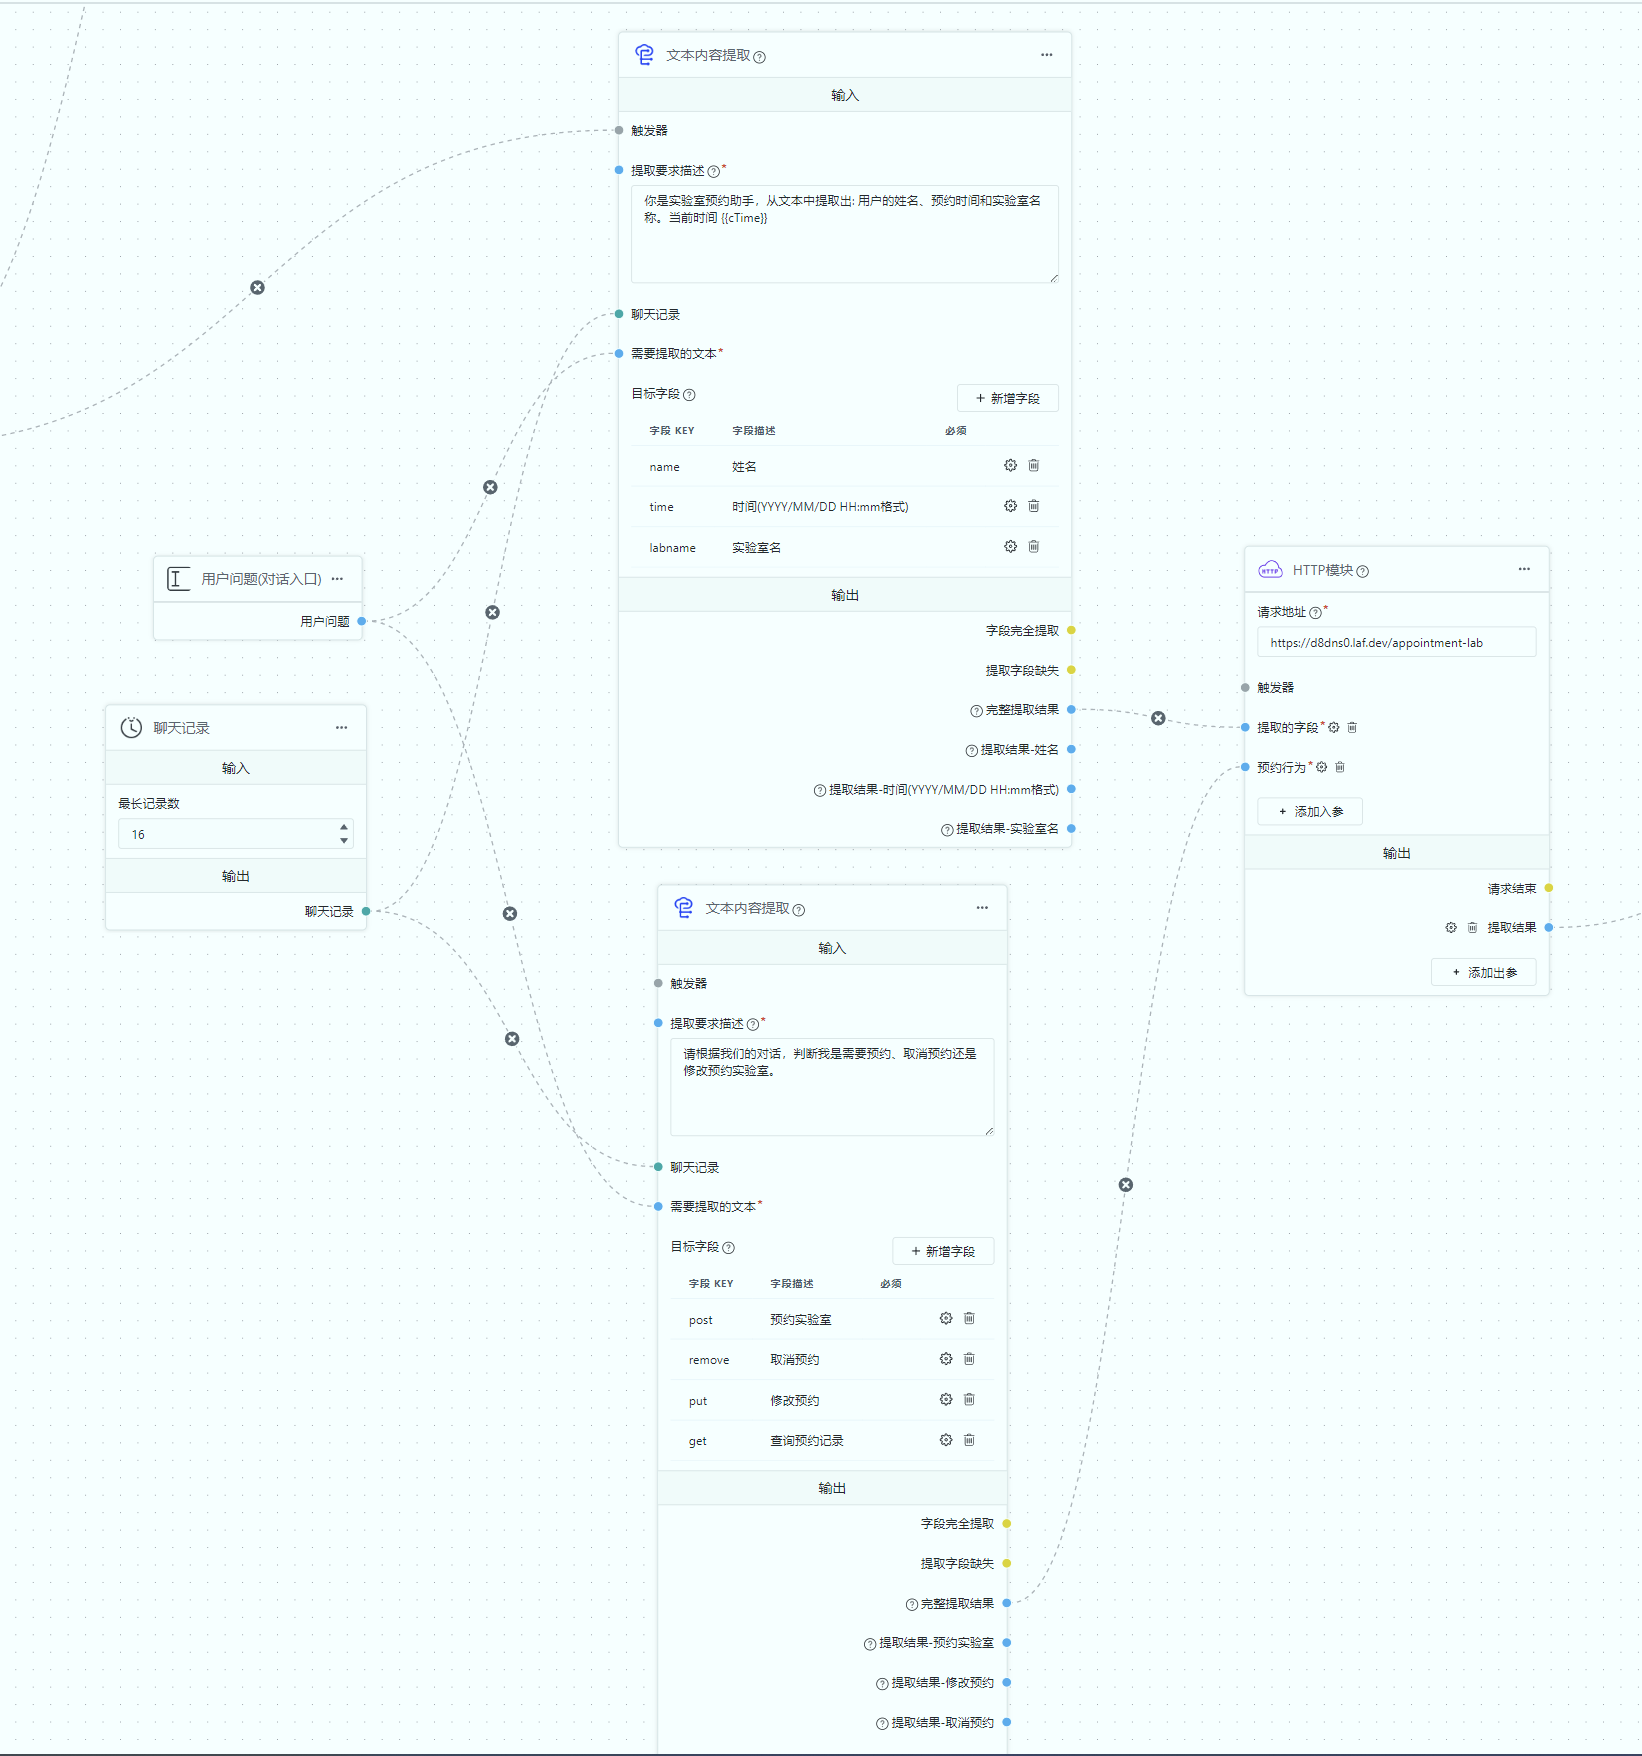 文本内容提取
输入
触发器
提取要求描述*
你是实验室预约助手，从文本中提取出: 用户的姓名、预约时间和实验室名
称。当前时间 {{cTime}}
聊天记录
需要提取的文本*
目标字段
+ 新增字段
字段 KEY 字段描述 必须
name 姓名
time 时间(YYYY/MM/DD HH:mm格式)
labname 实验室名
输出
字段完全提取
提取字段缺失
完整提取结果
提取结果-姓名
提取结果-时间(YYYY/MM/DD HH:mm格式)
提取结果-实验室名
用户问题(对话入口)
用户问题
聊天记录
输入
最长记录数
16
输出
聊天记录
HTTP
HTTP模块
请求地址*
https://d8dns0.laf.dev/appointment-lab
触发器
提取的字段*
预约行为*
+ 添加入参
输出
请求结束
提取结果
+ 添加出参
文本内容提取
输入
触发器
提取要求描述*
请根据我们的对话，判断我是需要预约、取消预约还是
修改预约实验室。
聊天记录
需要提取的文本*
目标字段
+ 新增字段
字段 KEY 字段描述 必须
post 预约实验室
remove 取消预约
put 修改预约
get 查询预约记录
输出
字段完全提取
提取字段缺失
完整提取结果
提取结果-预约实验室
提取结果-修改预约
提取结果-取消预约